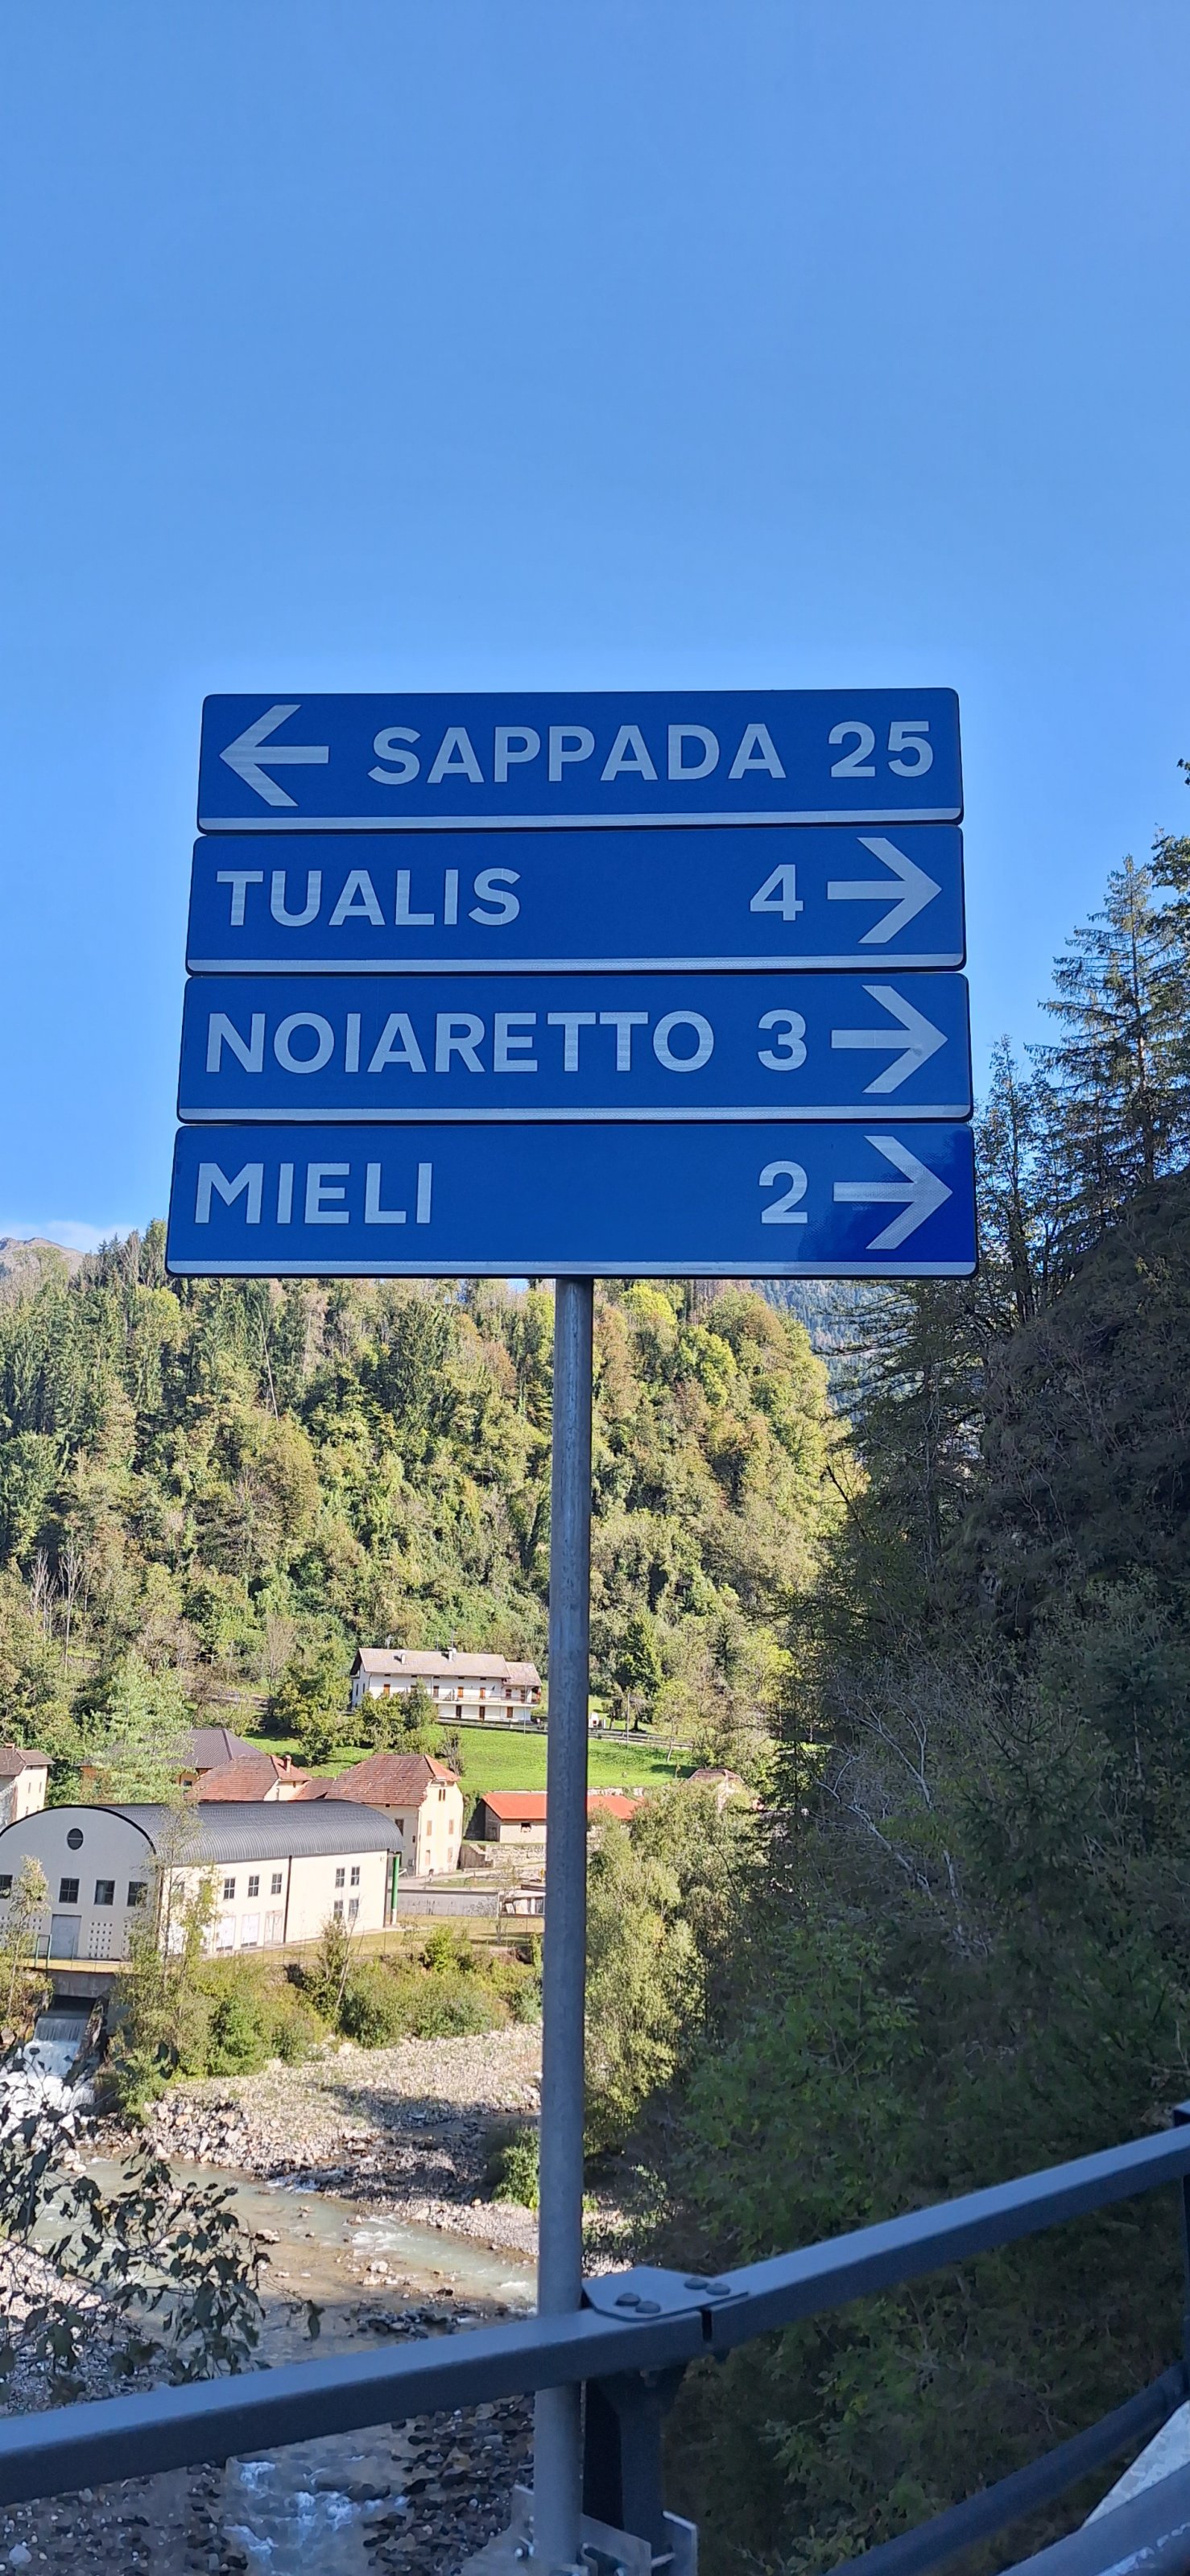 ← SAPPADA 25
TUALIS 4 →
NOIARETTO 3 →
MIELI 2 →